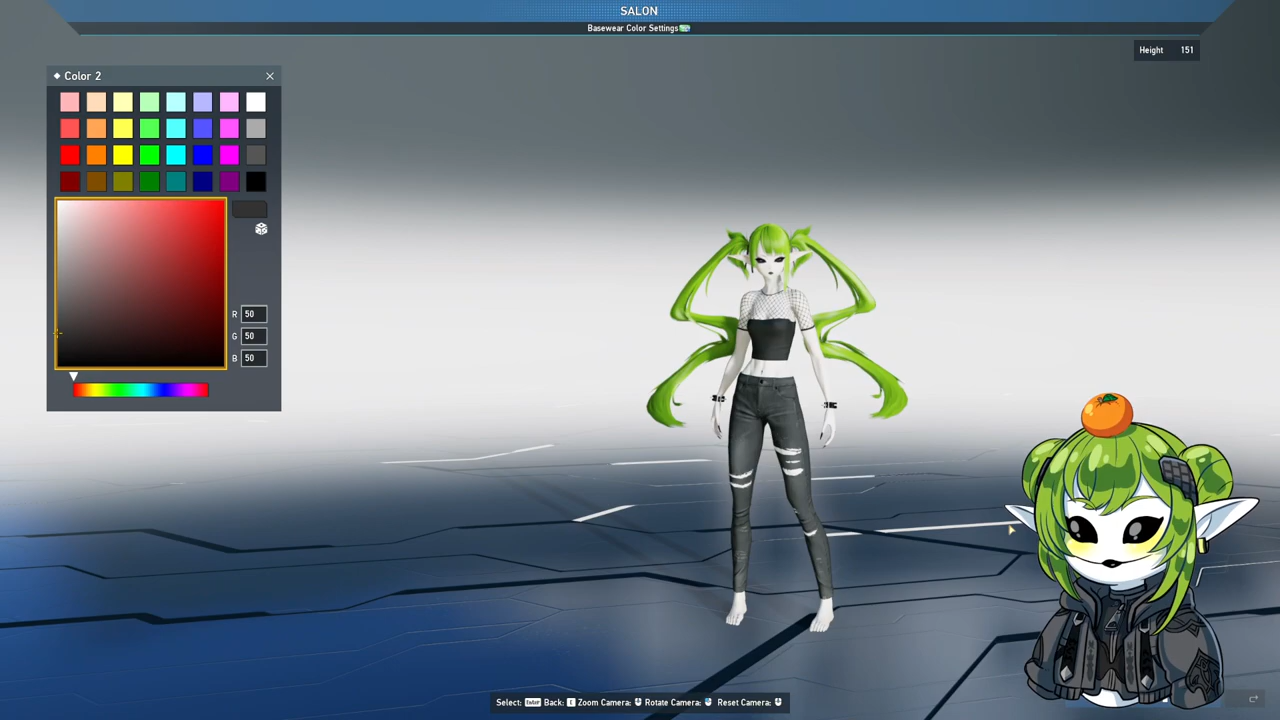 SALON
Basewear Color Settings
Height 151
Color 2
R 50
G 50
B 50
Select: Enter Back: E Zoom Camera: Rotate Camera: Reset Camera: